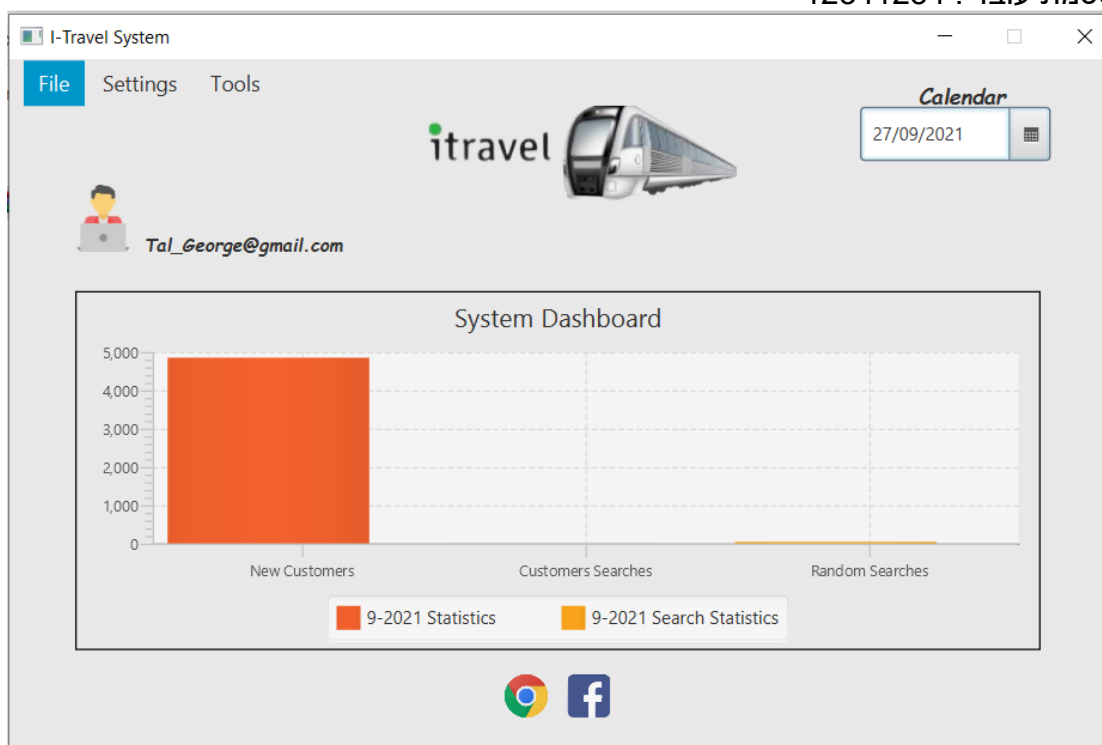 I-Travel System
File Settings Tools
Calendar
itravel
27/09/2021
Tal_George@gmail.com
System Dashboard
5,000
4,000
3,000
2,000
1,000
0
New Customers Customers Searches Random Searches
9-2021 Statistics 9-2021 Search Statistics